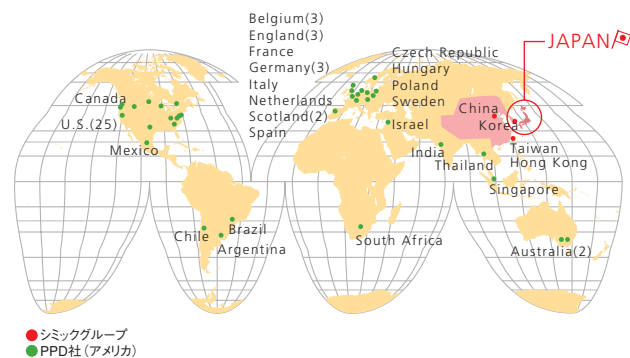 Belgium(3)
England(3)
France
Germany(3)
Italy
Netherlands
Scotland(2)
Spain
Czech Republic
Hungary
Poland
Sweden
Israel
JAPAN
China
Korea
Taiwan
Hong Kong
India
Thailand
Singapore
Canada
U.S.(25)
Mexico
Chile
Brazil
Argentina
South Africa
Australia(2)
シミックグループ
PPD社(アメリカ)